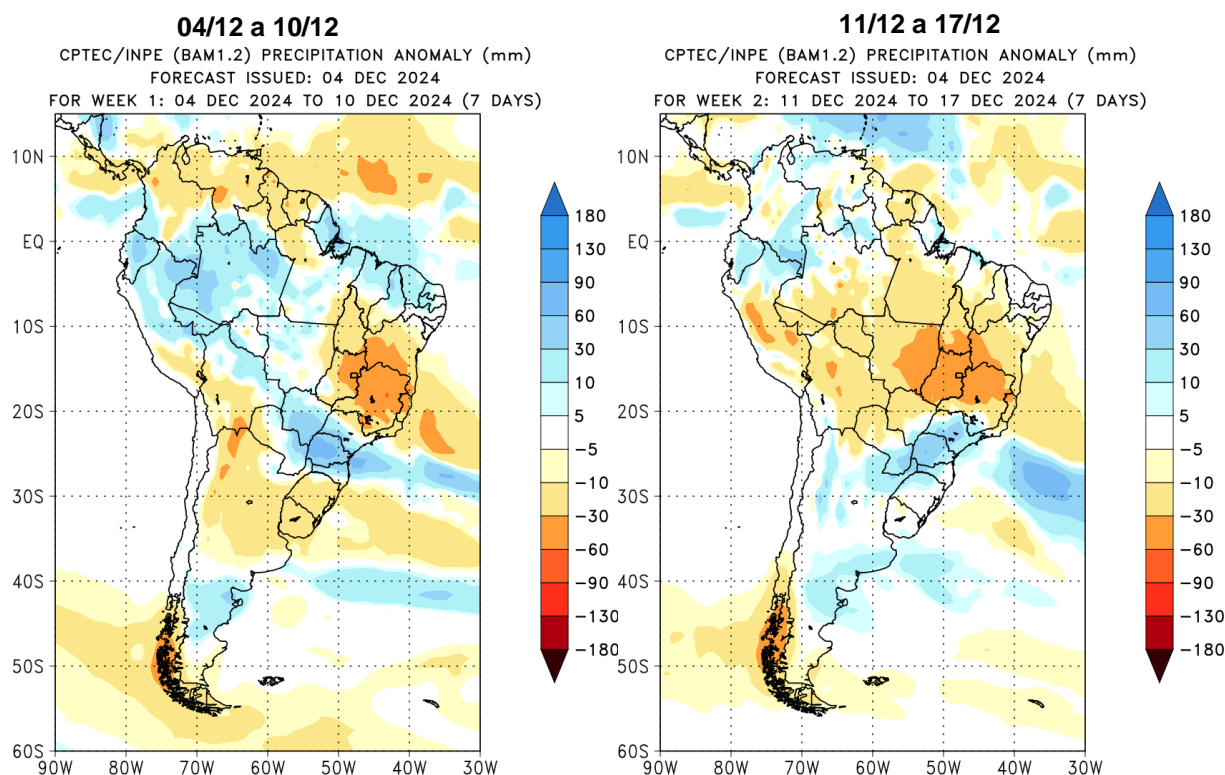 04/12 a 10/12
CPTEC/INPE (BAM1.2) PRECIPITATION ANOMALY (mm)
FORECAST ISSUED: 04 DEC 2024
FOR WEEK 1: 04 DEC 2024 TO 10 DEC 2024 (7 DAYS)
10N
EQ
10S
20S
30S
40S
50S
60S
90W
80W
70W
60W
50W
40W
30W
180
130
90
60
30
10
5
-5
-10
-30
-60
-90
-130
-180
11/12 a 17/12
CPTEC/INPE (BAM1.2) PRECIPITATION ANOMALY (mm)
FORECAST ISSUED: 04 DEC 2024
FOR WEEK 2: 11 DEC 2024 TO 17 DEC 2024 (7 DAYS)
10N
EQ
10S
20S
30S
40S
50S
60S
90W
80W
70W
60W
50W
40W
30W
180
130
90
60
30
10
5
-5
-10
-30
-60
-90
-130
-180